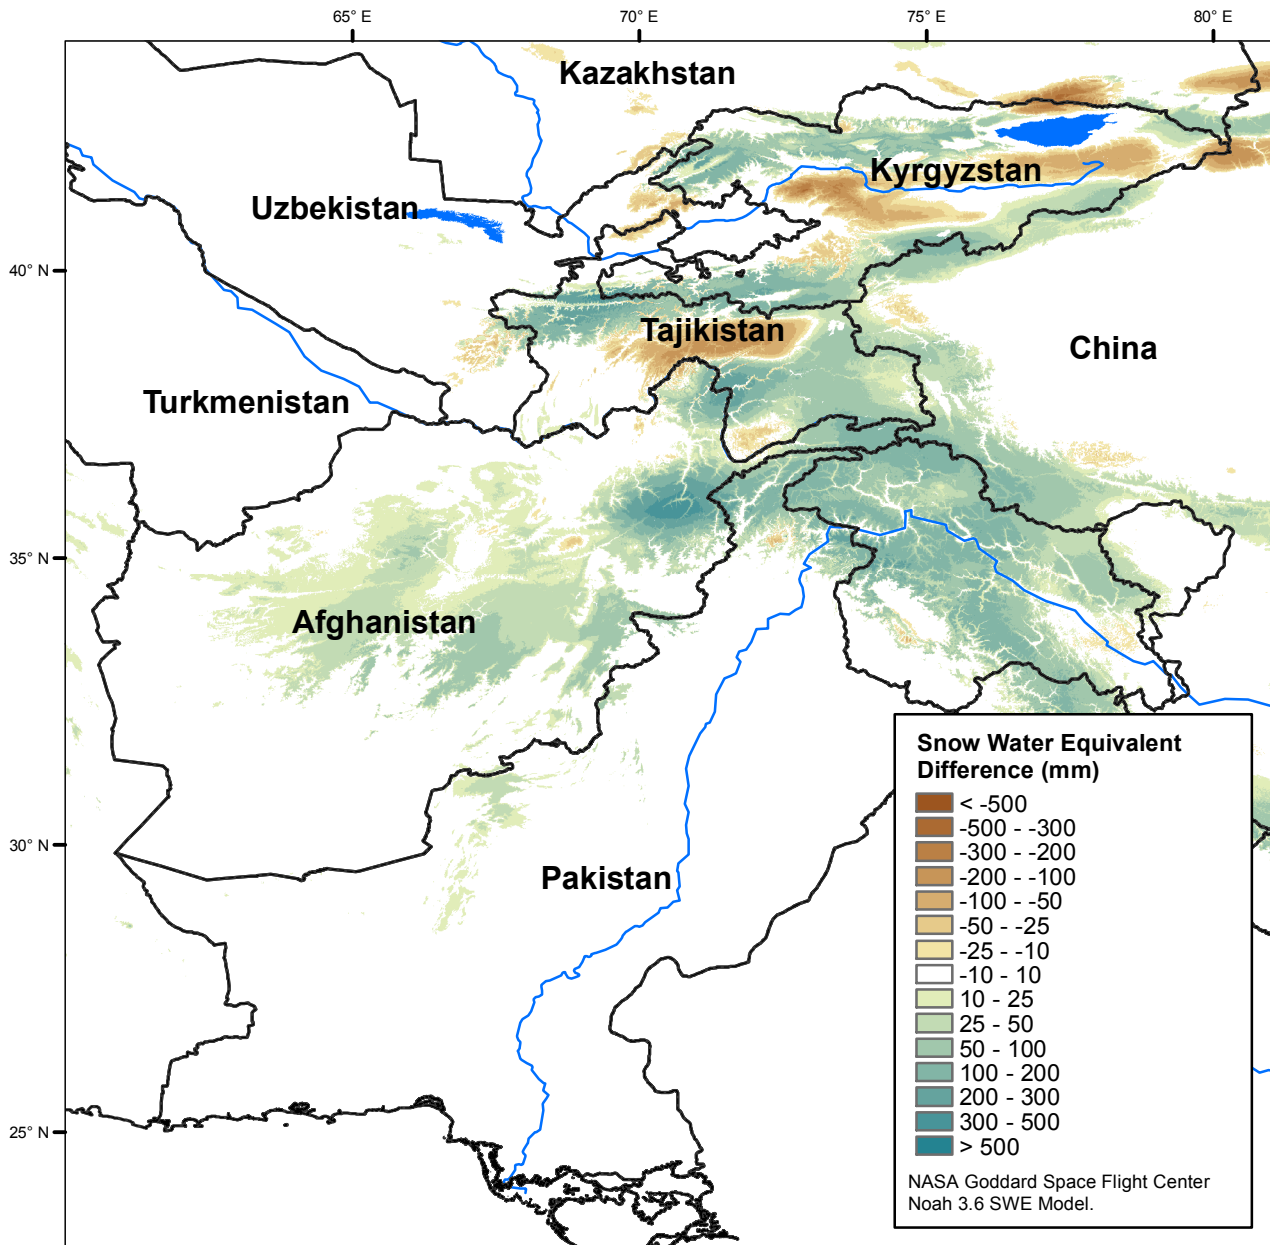 65° E
70° E
75° E
80° E
Kazakhstan
Kyrgyzstan
Uzbekistan
40° N
Tajikistan
China
Turkmenistan
35° N
Afghanistan
Snow Water Equivalent
Difference (mm)
< -500
-500 - -300
-300 - -200
-200 - -100
-100 - -50
-50 - -25
-25 - -10
-10 - 10
10 - 25
25 - 50
50 - 100
100 - 200
200 - 300
300 - 500
> 500
NASA Goddard Space Flight Center
Noah 3.6 SWE Model.
30° N
Pakistan
25° N